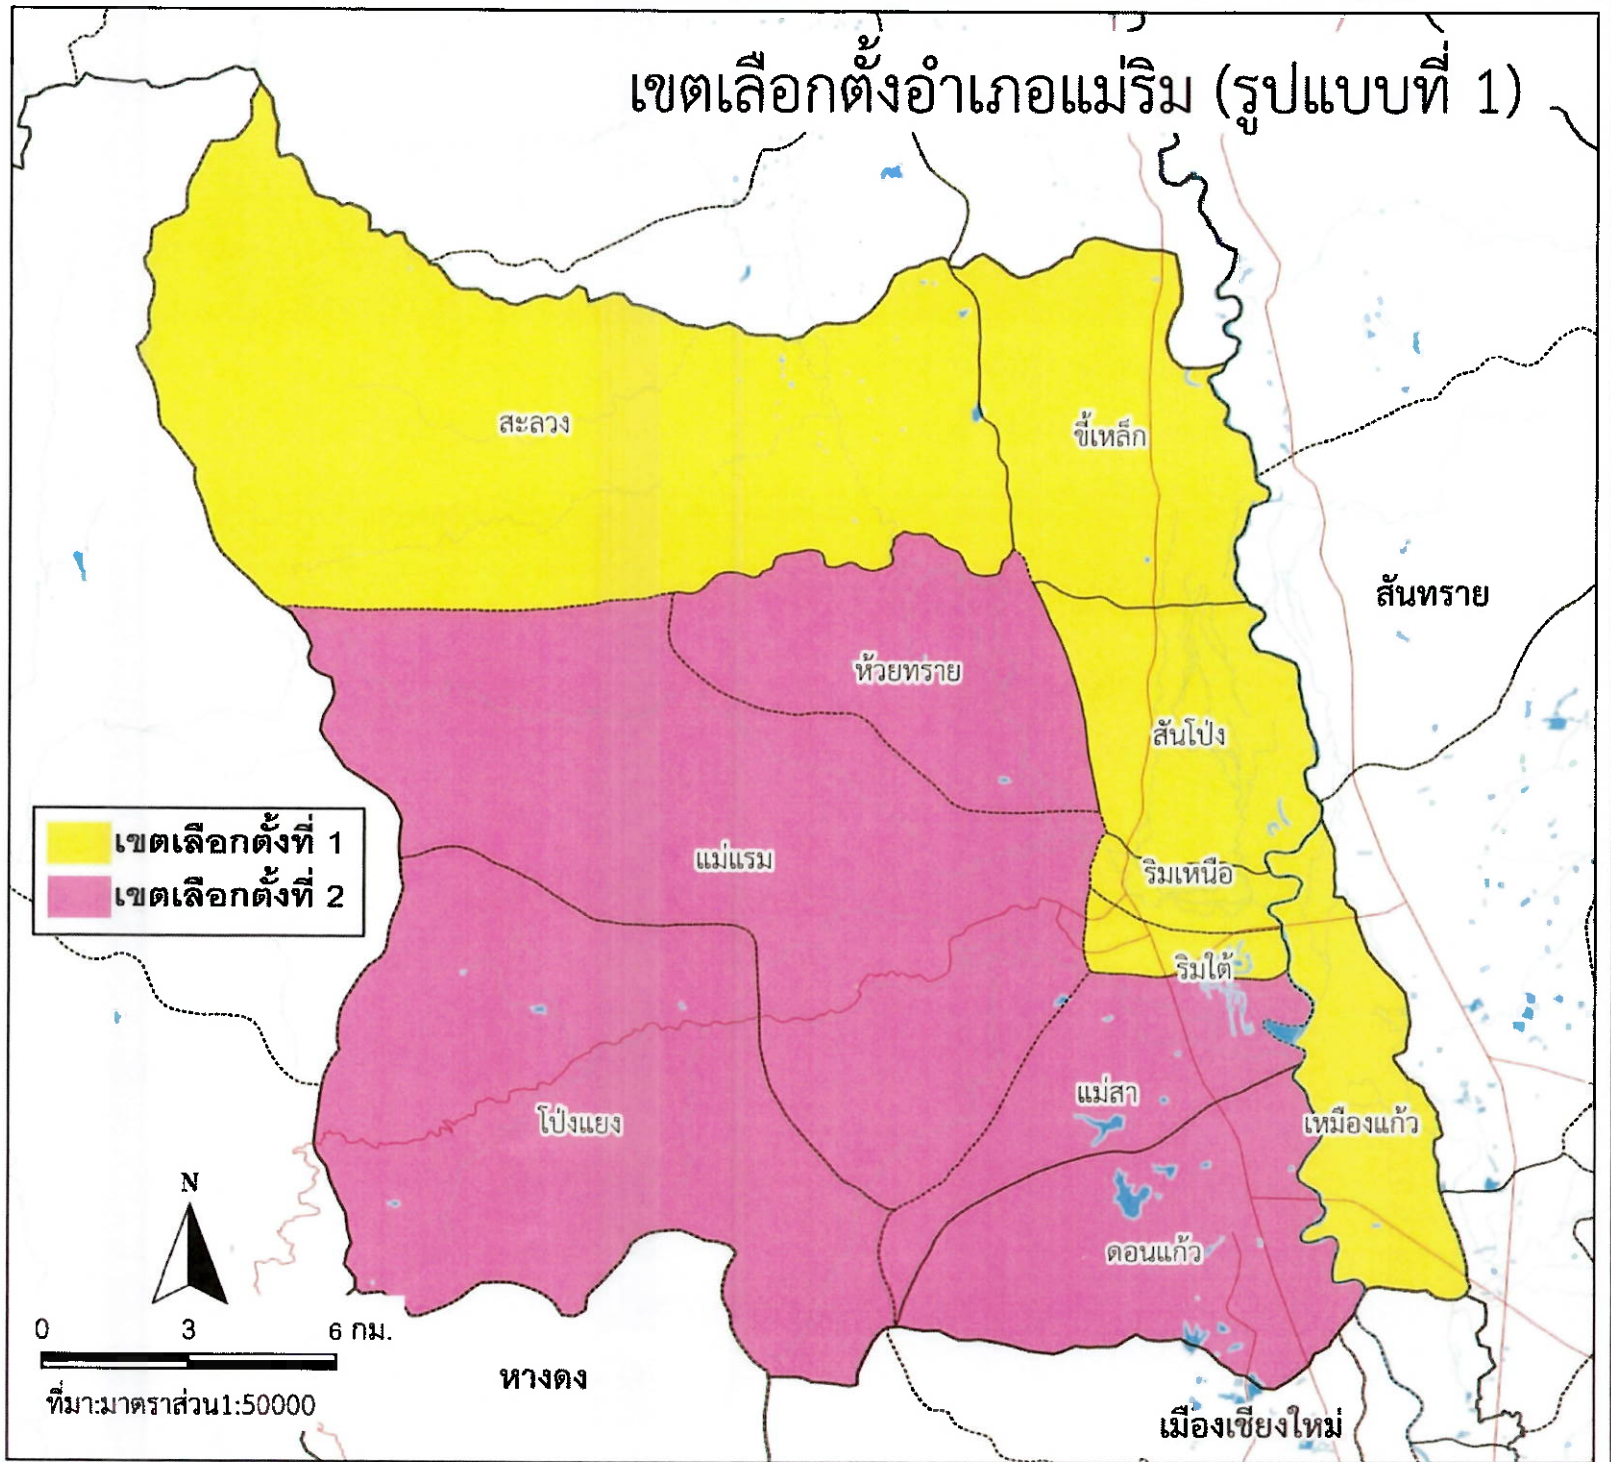 เขตเลือกตั้งอำเภอแม่ริม (รูปแบบที่ 1)
สะลวง
ขี้เหล็ก
สันทราย
ห้วยทราย
สันโป่ง
เขตเลือกตั้งที่ 1
เขตเลือกตั้งที่ 2
แม่แรม
ริมเหนือ
ริมใต้
แม่สา
โป่งแยง
เหมืองแก้ว
N
ดอนแก้ว
0 3 6 กม.
ที่มา:มาตราส่วน1:50000
หางดง
เมืองเชียงใหม่